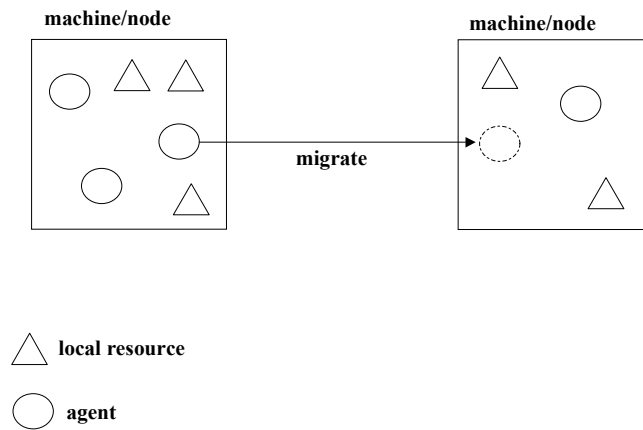 machine/node
machine/node
migrate
local resource
agent